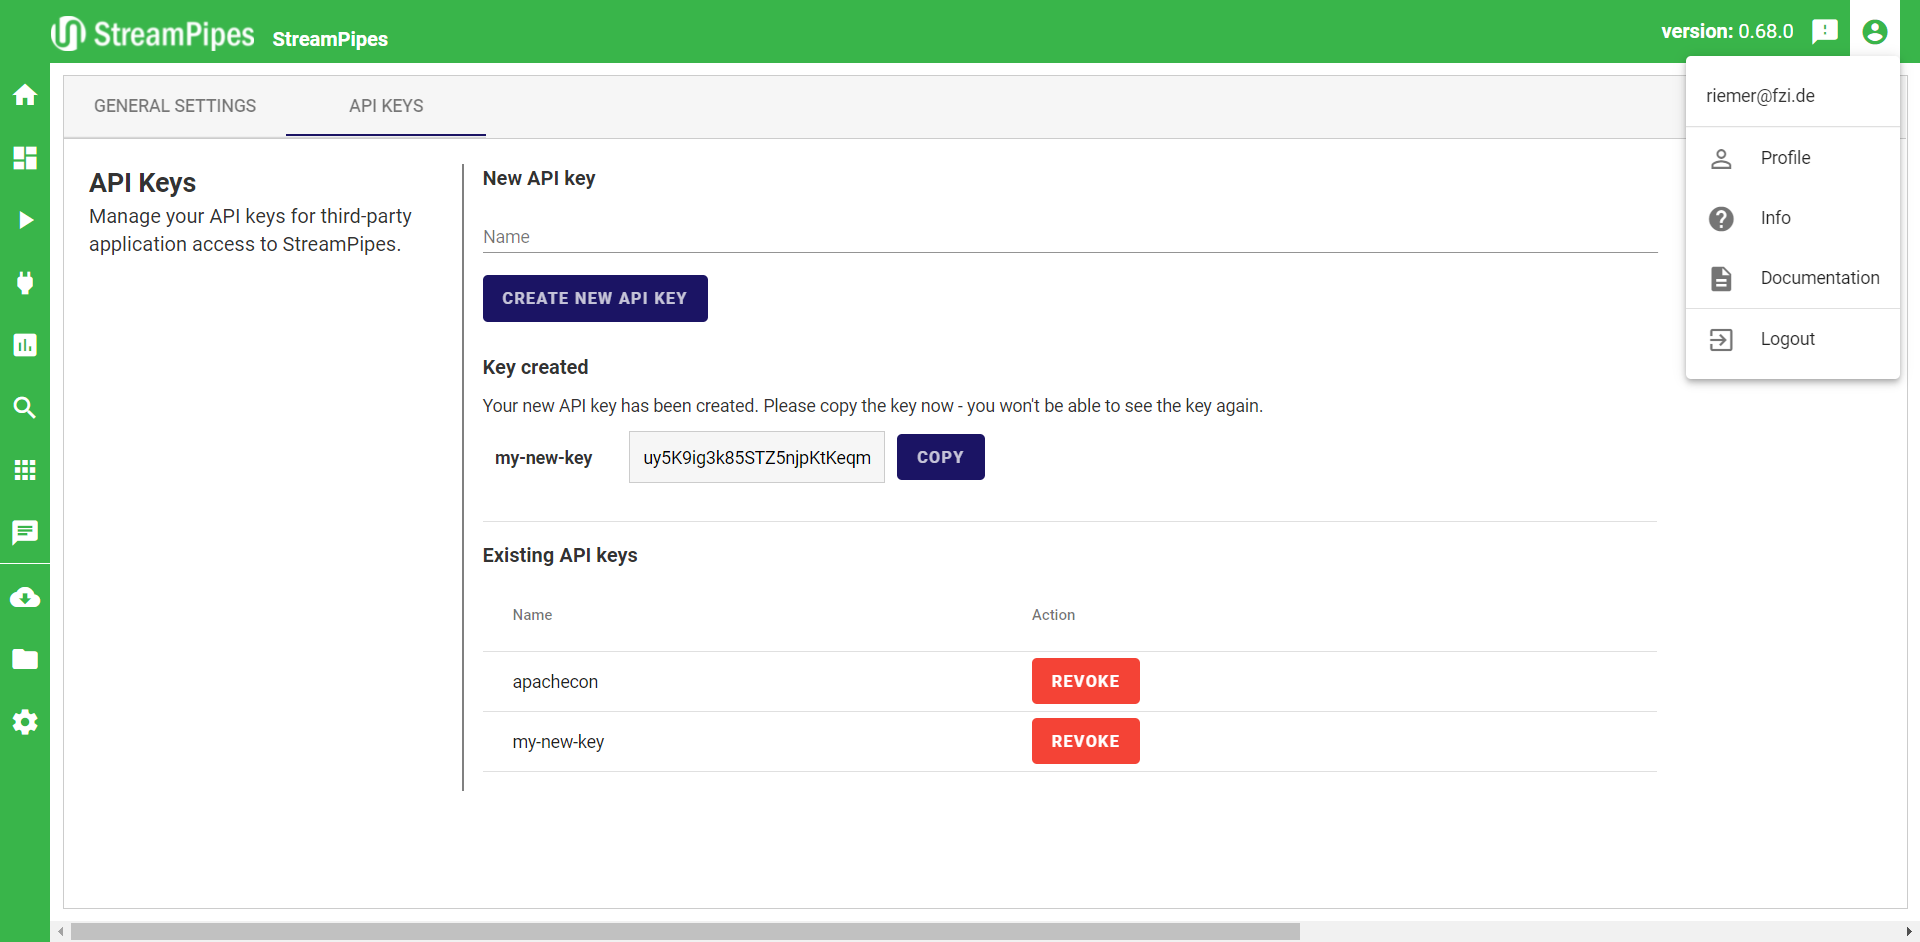 StreamPipes StreamPipes
version: 0.68.0
GENERAL SETTINGS API KEYS
riemer@fzi.de
Profile
Info
Documentation
Logout
API Keys
Manage your API keys for third-party
application access to StreamPipes.
New API key
Name
CREATE NEW API KEY
Key created
Your new API key has been created. Please copy the key now - you won't be able to see the key again.
my-new-key uy5K9ig3k85STZ5njpKtKeqm COPY
Existing API keys
Name Action
apachecon REVOKE
my-new-key REVOKE